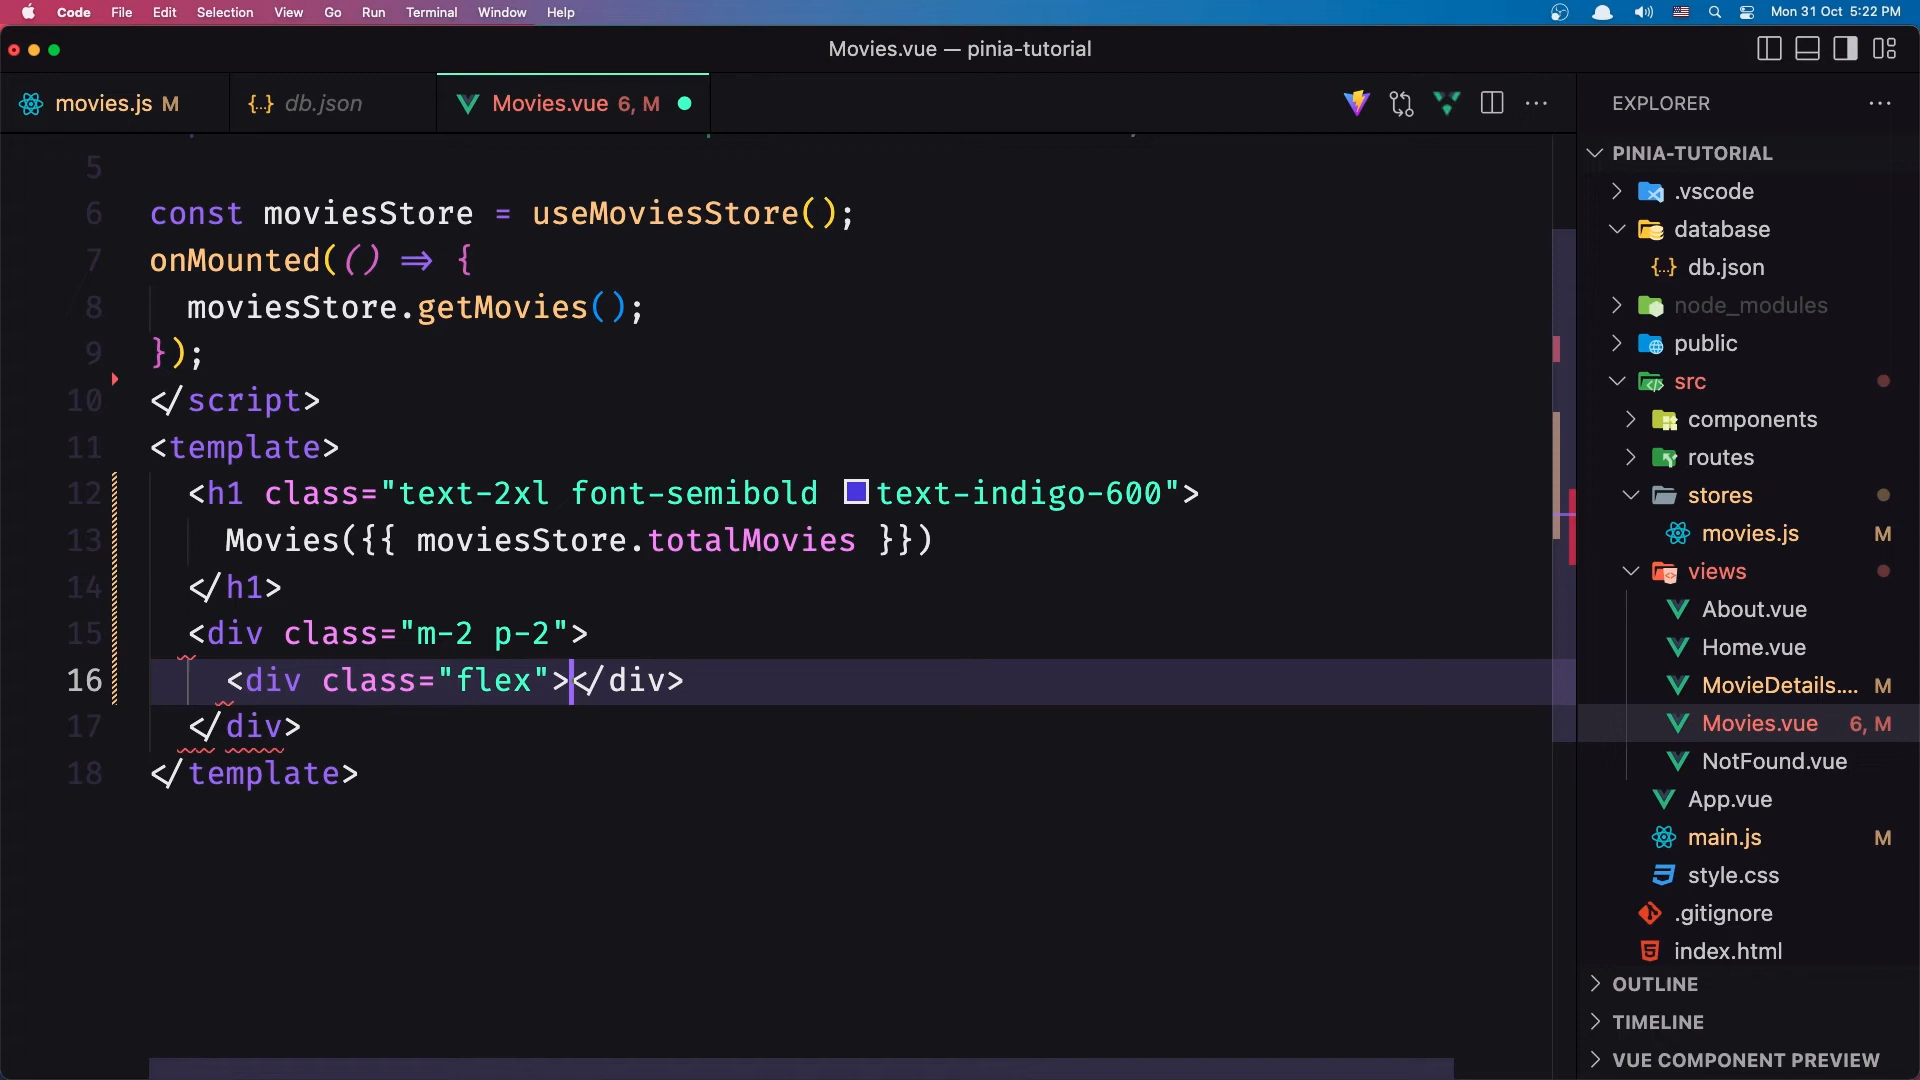 Code File Edit Selection View Go Run Terminal Window Help Mon 31 Oct 5:22 PM
Movies.vue — pinia-tutorial
movies.js M {..} db.json Movies.vue 6, M
EXPLORER
PINIA-TUTORIAL
.vscode
database
{..} db.json
node_modules
public
src
components
routes
stores
movies.js M
views
About.vue
Home.vue
MovieDetails.... M
Movies.vue 6, M
NotFound.vue
App.vue
main.js M
style.css
.gitignore
index.html
OUTLINE
TIMELINE
VUE COMPONENT PREVIEW
5
6 const moviesStore = useMoviesStore();
7 onMounted(() => {
8 moviesStore.getMovies();
9 });
10 </script>
11 <template>
12 <h1 class="text-2xl font-semibold text-indigo-600">
13 Movies({{ moviesStore.totalMovies }})
14 </h1>
15 <div class="m-2 p-2">
16 <div class="flex"></div>
17 </div>
18 </template>